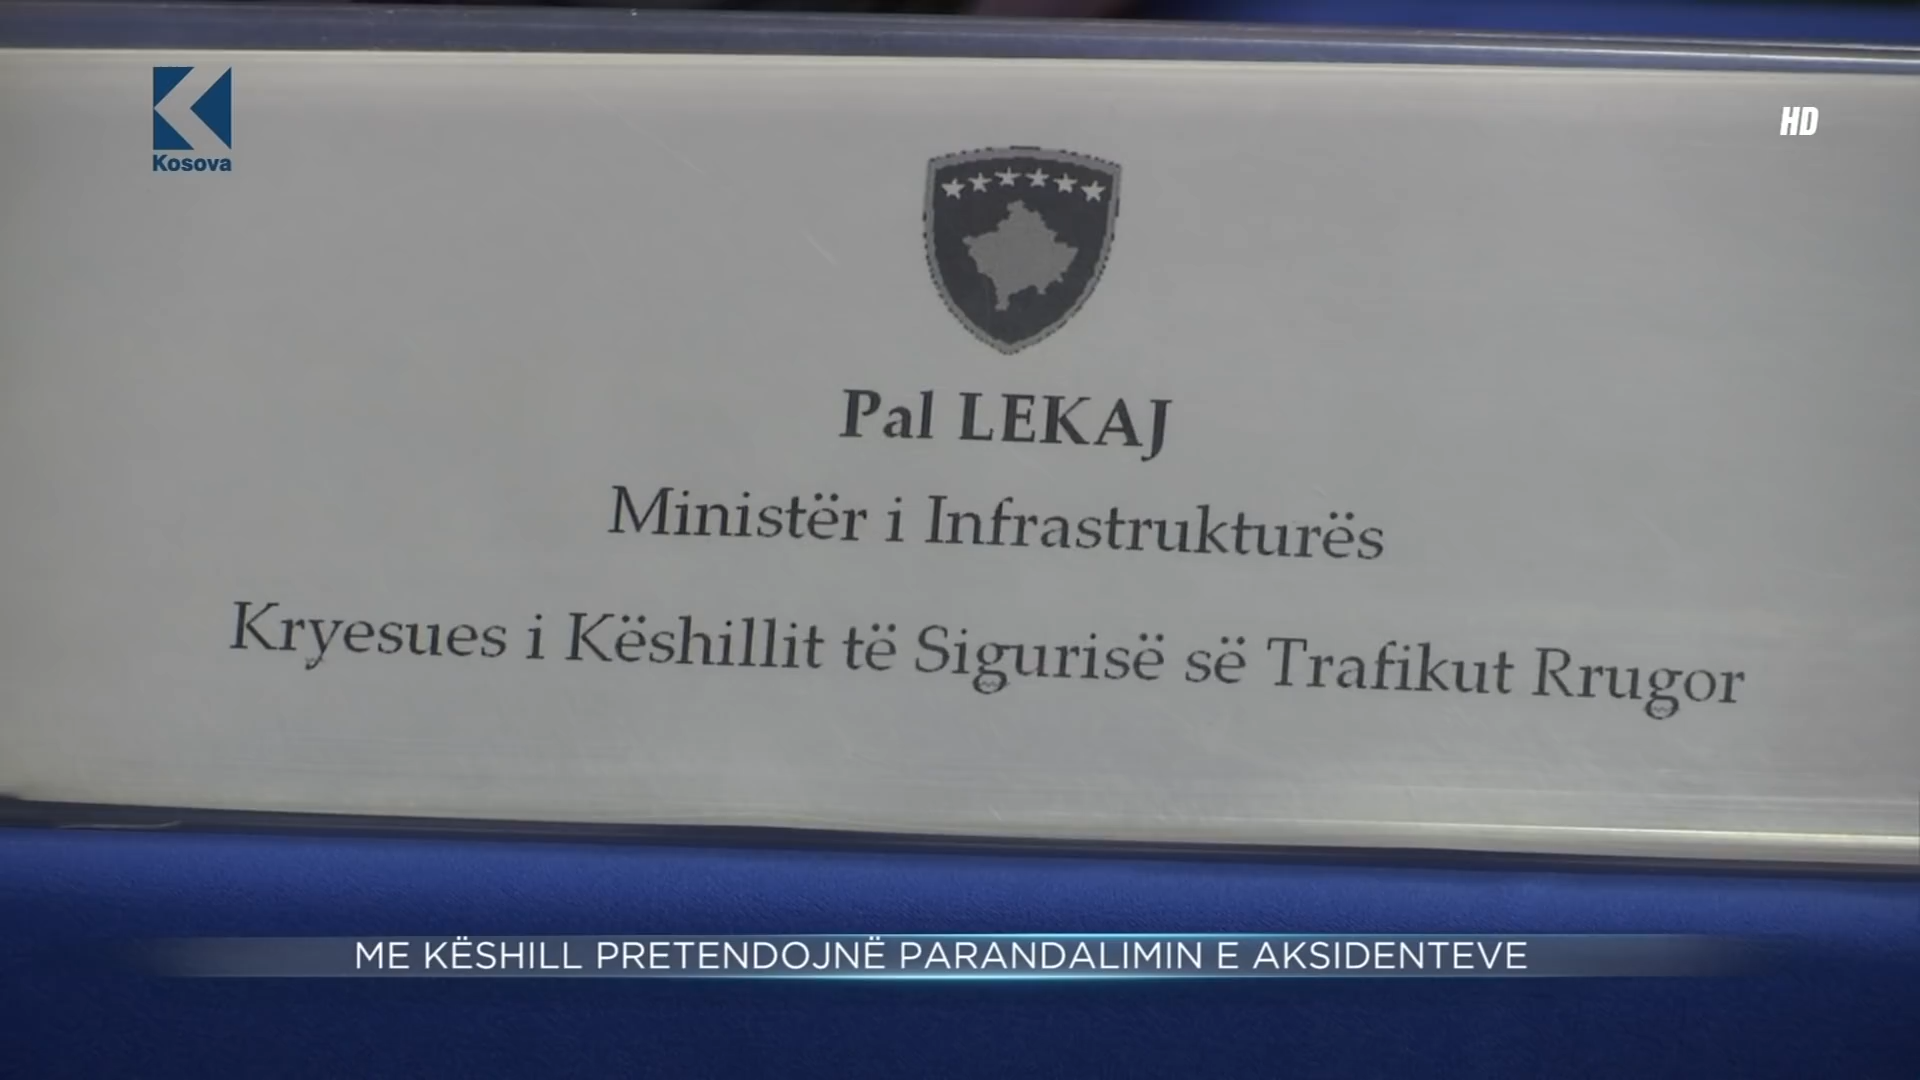 Kosova
HD
Pal LEKAJ
Ministër i Infrastrukturës
Kryesues i Këshillit të Sigurisë së Trafikut Rrugor
ME KËSHILL PRETENDOJNË PARANDALIMIN E AKSIDENTEVE